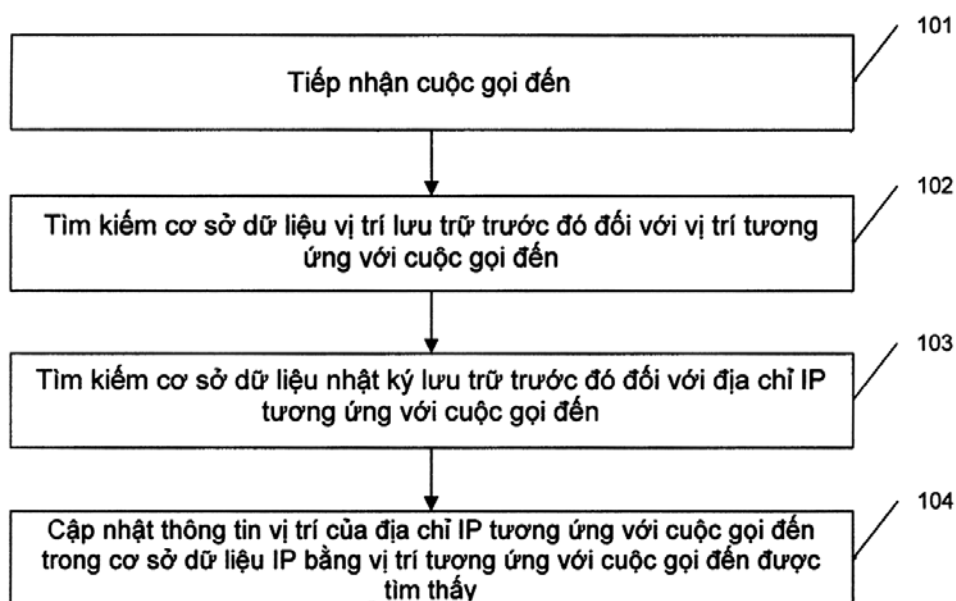 101
Tiếp nhận cuộc gọi đến
102
Tìm kiếm cơ sở dữ liệu vị trí lưu trữ trước đó đối với vị trí tương
ứng với cuộc gọi đến
103
Tìm kiếm cơ sở dữ liệu nhật ký lưu trữ trước đó đối với địa chỉ IP
tương ứng với cuộc gọi đến
104
Cập nhật thông tin vị trí của địa chỉ IP tương ứng với cuộc gọi đến
trong cơ sở dữ liệu IP bằng vị trí tương ứng với cuộc gọi đến được
tìm thấy